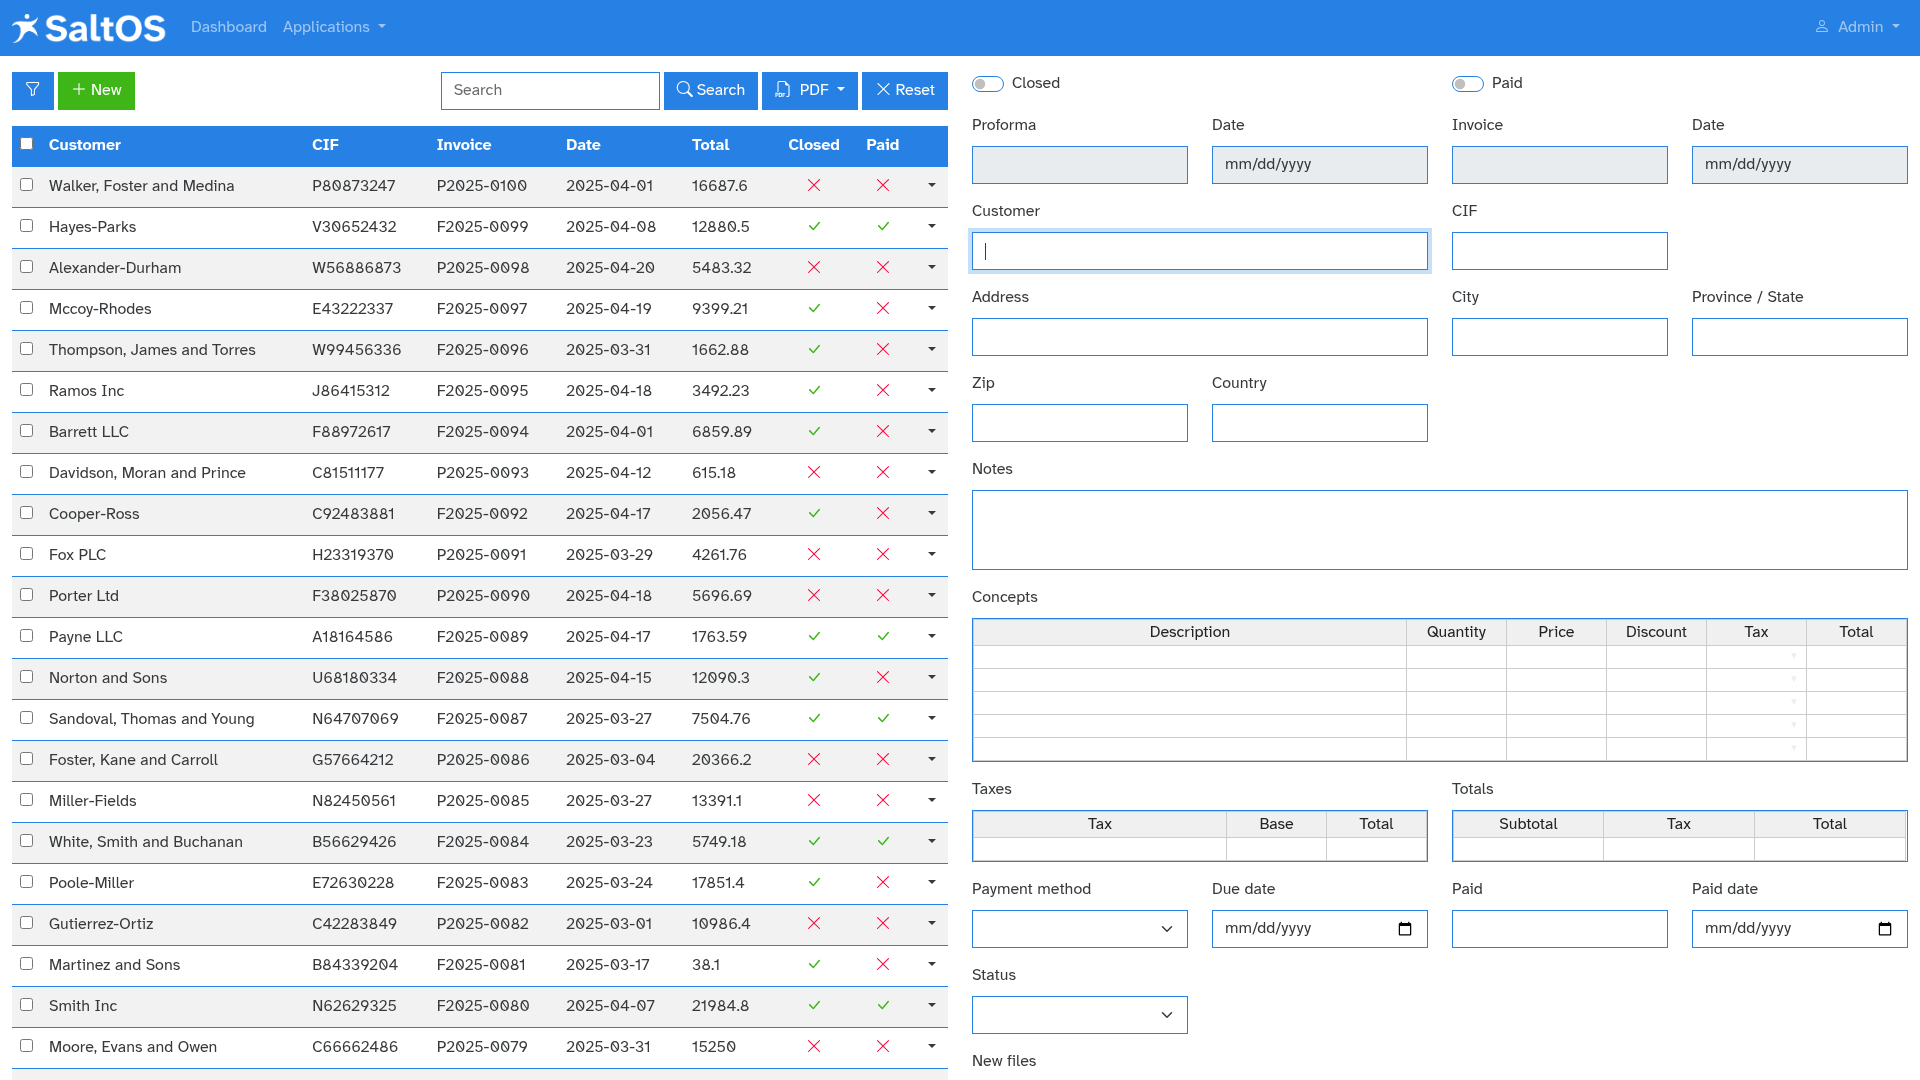 SaltOS Dashboard Applications Admin
New Search Search PDF Reset
Customer CIF Invoice Date Total Closed Paid
Walker, Foster and Medina P80873247 P2025-0100 2025-04-01 16687.6
Hayes-Parks V30652432 F2025-0099 2025-04-08 12880.5
Alexander-Durham W56886873 P2025-0098 2025-04-20 5483.32
Mccoy-Rhodes E43222337 F2025-0097 2025-04-19 9399.21
Thompson, James and Torres W99456336 F2025-0096 2025-03-31 1662.88
Ramos Inc J86415312 F2025-0095 2025-04-18 3492.23
Barrett LLC F88972617 F2025-0094 2025-04-01 6859.89
Davidson, Moran and Prince C81511177 P2025-0093 2025-04-12 615.18
Cooper-Ross C92483881 F2025-0092 2025-04-17 2056.47
Fox PLC H23319370 P2025-0091 2025-03-29 4261.76
Porter Ltd F38025870 P2025-0090 2025-04-18 5696.69
Payne LLC A18164586 F2025-0089 2025-04-17 1763.59
Norton and Sons U68180334 F2025-0088 2025-04-15 12090.3
Sandoval, Thomas and Young N64707069 F2025-0087 2025-03-27 7504.76
Foster, Kane and Carroll G57664212 P2025-0086 2025-03-04 20366.2
Miller-Fields N82450561 P2025-0085 2025-03-27 13391.1
White, Smith and Buchanan B56629426 F2025-0084 2025-03-23 5749.18
Poole-Miller E72630228 F2025-0083 2025-03-24 17851.4
Gutierrez-Ortiz C42283849 P2025-0082 2025-03-01 10986.4
Martinez and Sons B84339204 F2025-0081 2025-03-17 38.1
Smith Inc N62629325 F2025-0080 2025-04-07 21984.8
Moore, Evans and Owen C66662486 P2025-0079 2025-03-31 15250
Closed Paid
Proforma Date Invoice Date
mm/dd/yyyy mm/dd/yyyy
Customer CIF
Address City Province / State
Zip Country
Notes
Concepts
Description Quantity Price Discount Tax Total
Taxes Totals
Tax Base Total Subtotal Tax Total
Payment method Due date Paid Paid date
mm/dd/yyyy mm/dd/yyyy
Status
New files